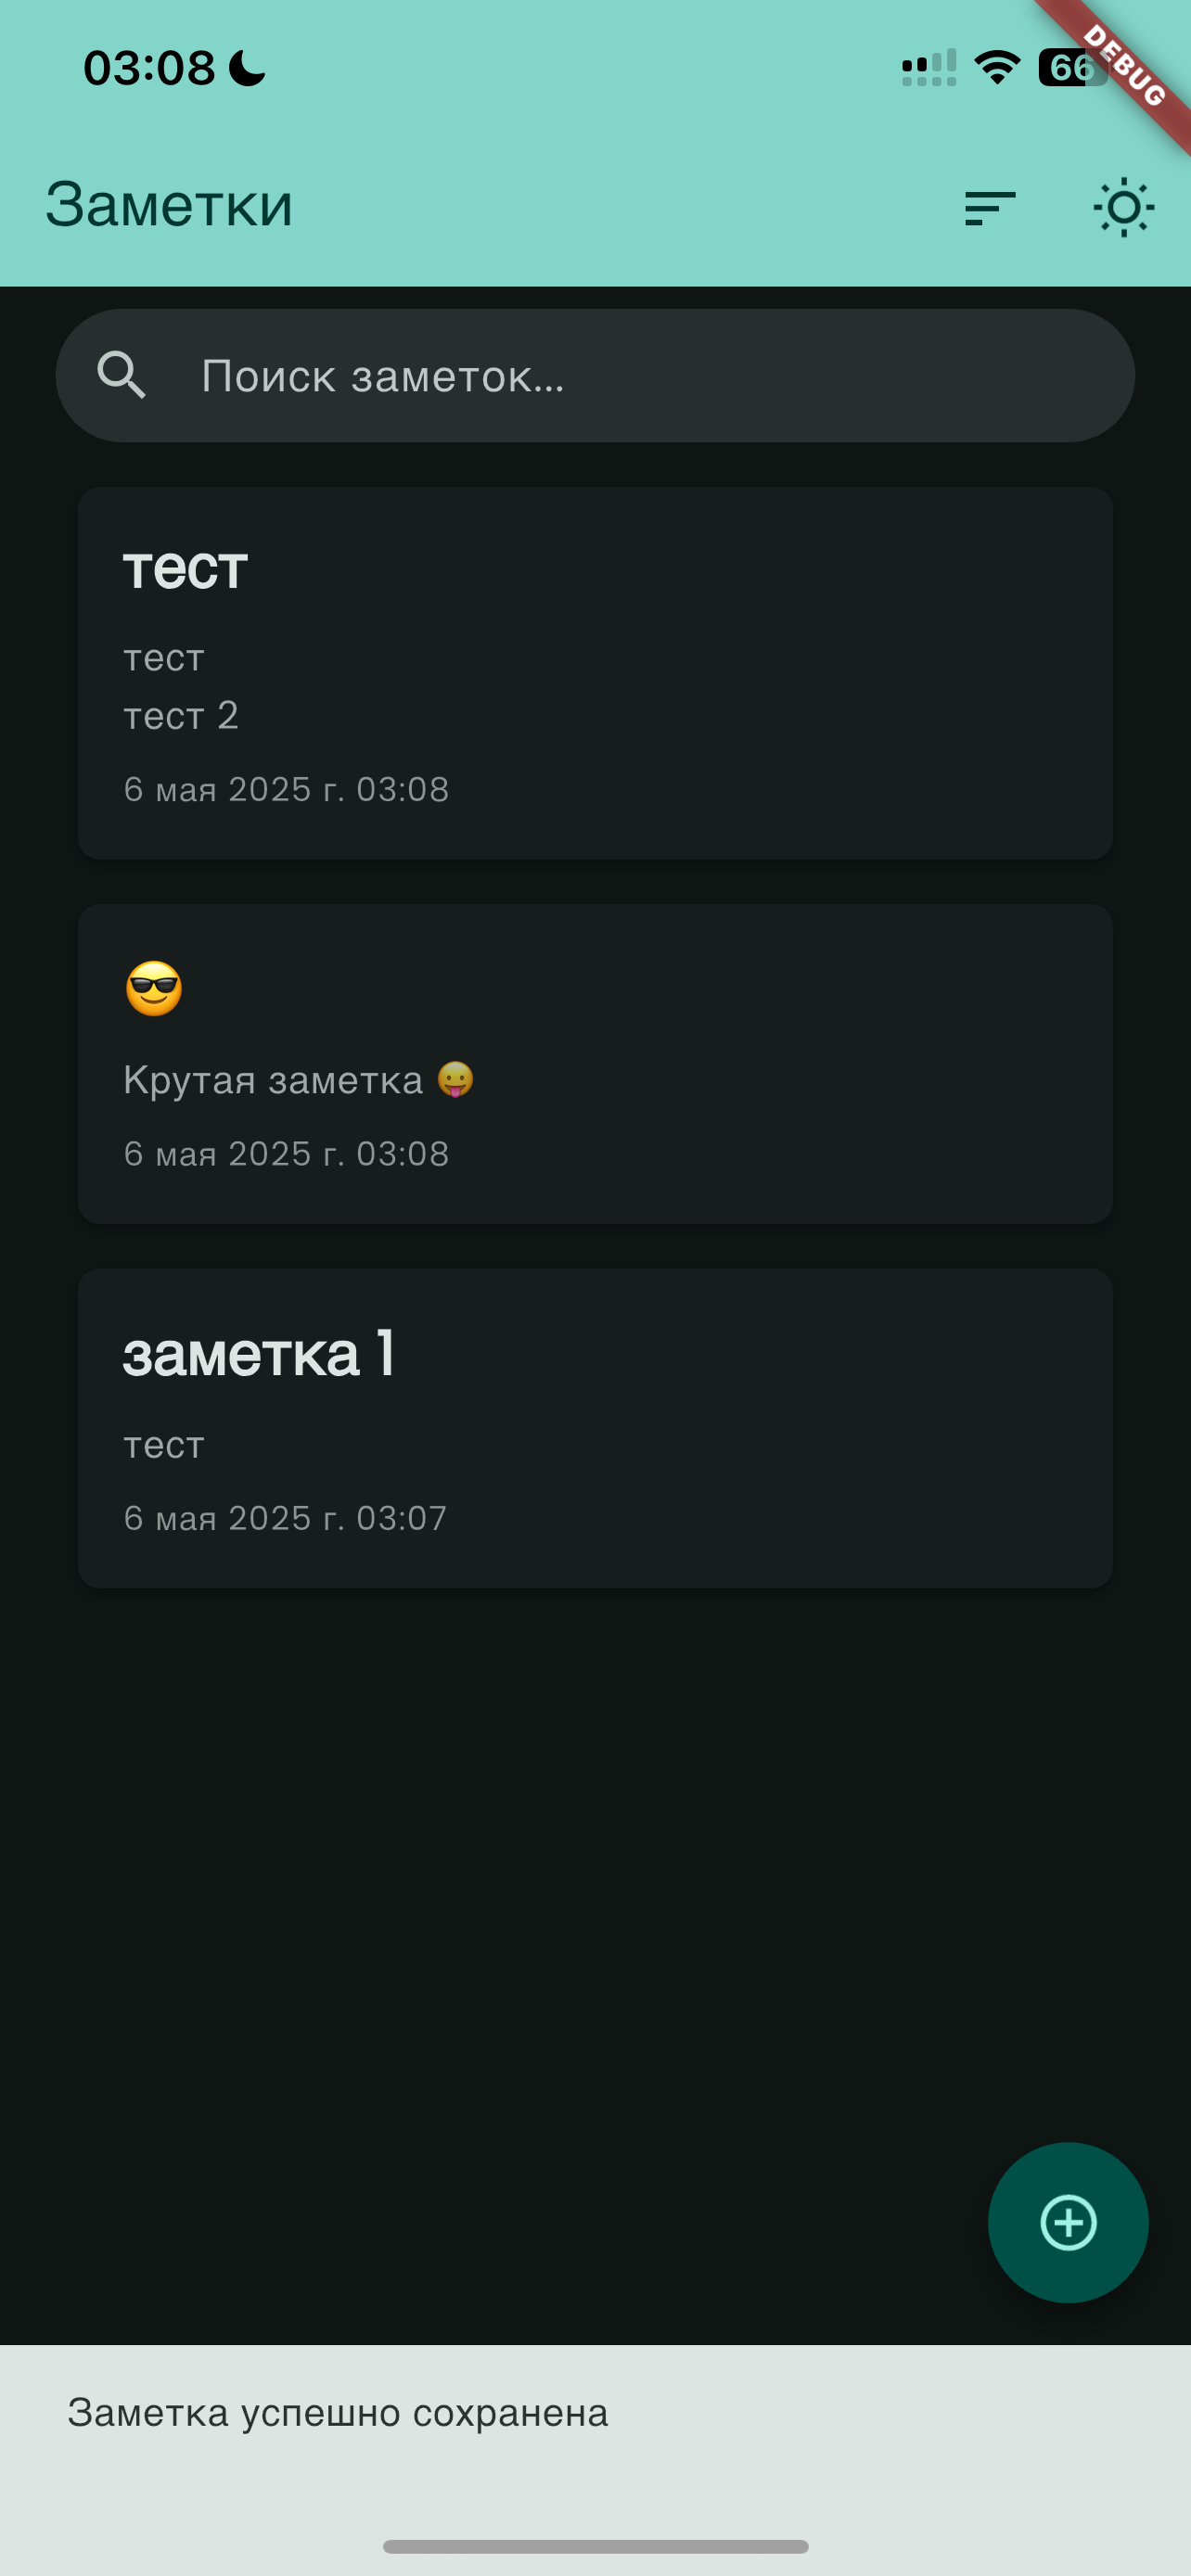 03:08
66
DEBUG
Заметки
Поиск заметок...
тест
тест
тест 2
6 мая 2025 г. 03:08
😎
Крутая заметка 😛
6 мая 2025 г. 03:08
заметка 1
тест
6 мая 2025 г. 03:07
Заметка успешно сохранена